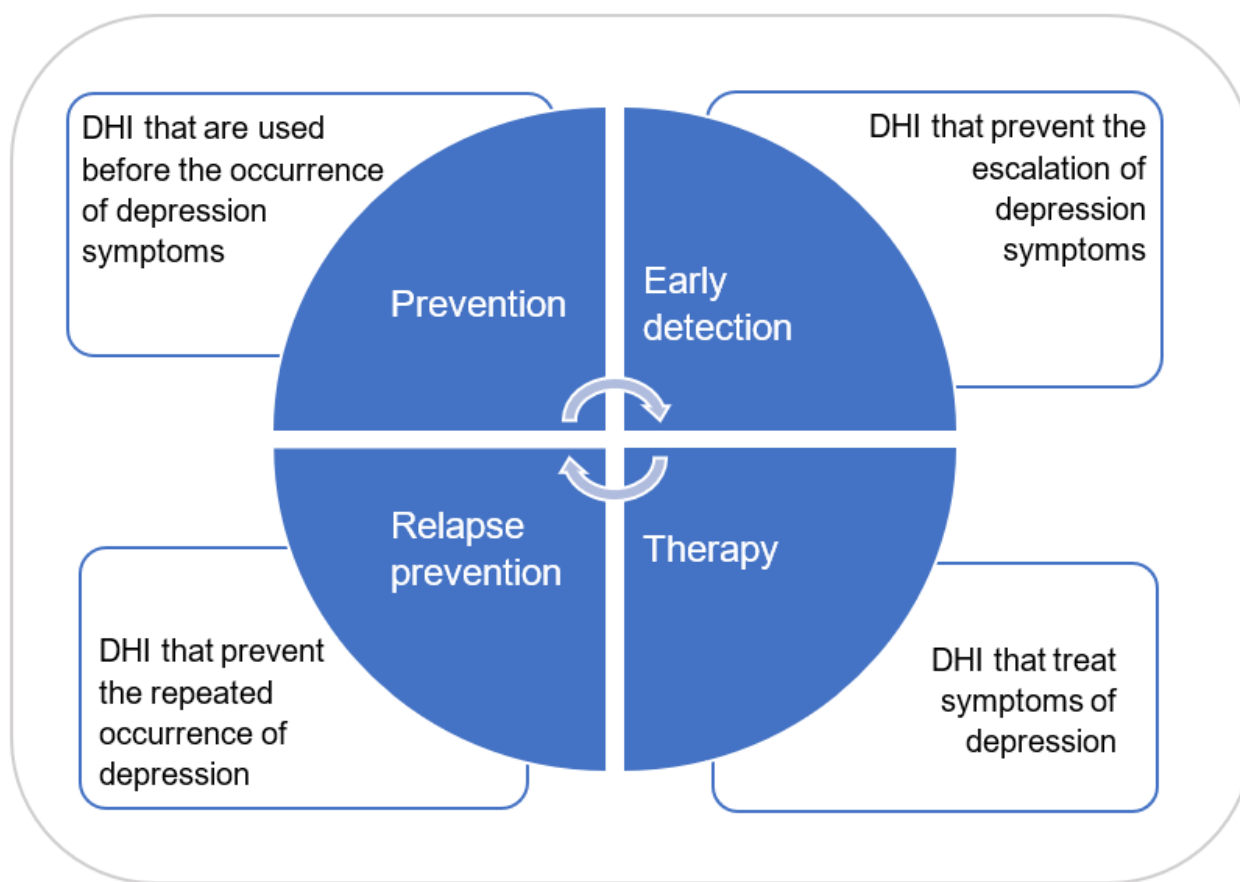 DHI that are used
before the occurrence
of depression
symptoms
DHI that prevent the
escalation of
depression
symptoms
Prevention
Early
detection
Relapse
prevention
Therapy
DHI that prevent
the repeated
occurrence of
depression
DHI that treat
symptoms of
depression